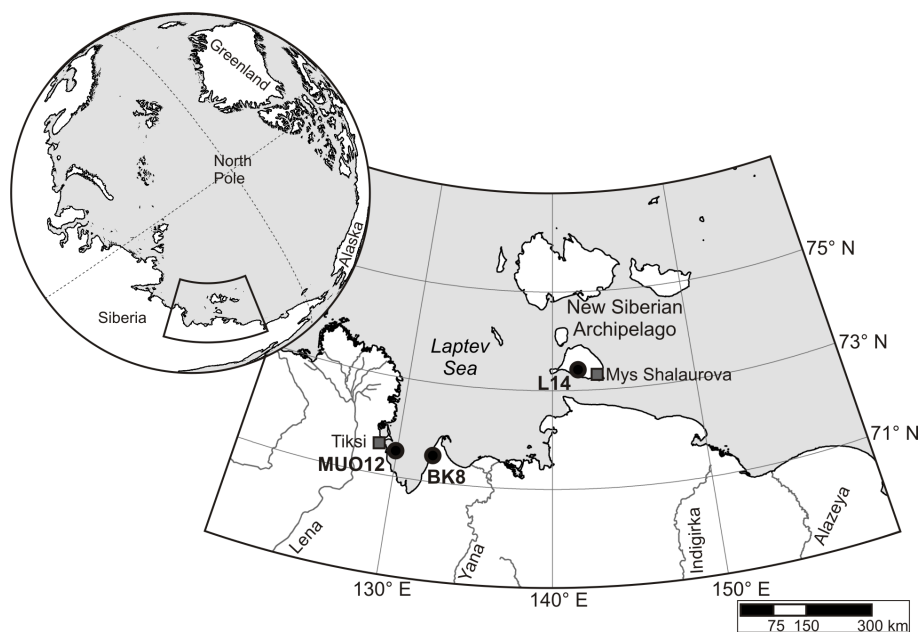 Greenland
North
Pole
Alaska
Siberia
75° N
New Siberian
Archipelago
Laptev
Sea
73° N
L14
Mys Shalaurova
71° N
Tiksi
MUO12
BK8
Lena
Yana
Indigirka
Alazeya
130° E
140° E
150° E
75 150 300 km